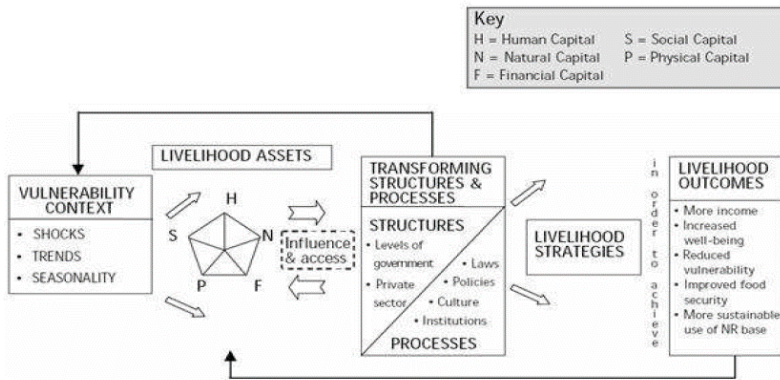 Key
H = Human Capital
S = Social Capital
N = Natural Capital
P = Physical Capital
F = Financial Capital
LIVELIHOOD ASSETS
VULNERABILITY
CONTEXT
• SHOCKS
• TRENDS
• SEASONALITY
H
S
N
P
F
Influence
& access
TRANSFORMING
STRUCTURES &
PROCESSES
STRUCTURES
• Levels of
government
• Private
sector
• Laws
• Policies
• Culture
• Institutions
PROCESSES
LIVELIHOOD
STRATEGIES
in order to achieve
LIVELIHOOD
OUTCOMES
• More income
• Increased
well-being
• Reduced
vulnerability
• Improved food
security
• More sustainable
use of NR base